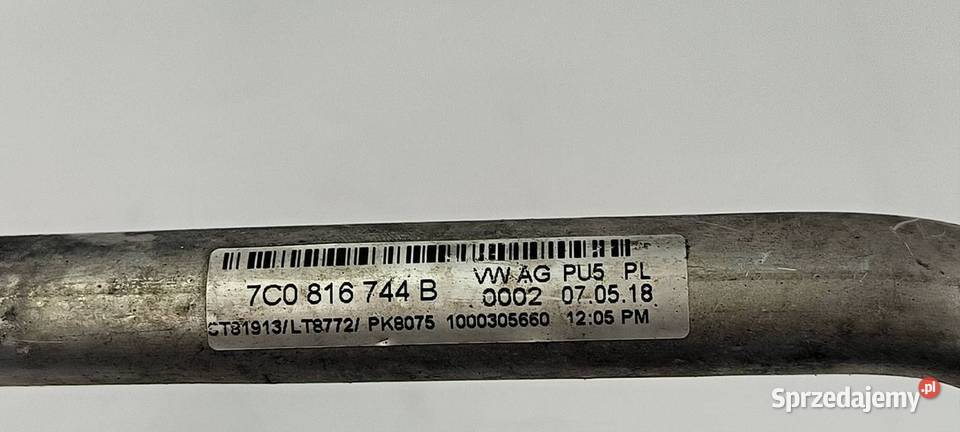 7C0 816 744 B VW AG PU5 PL
0002 07.05.18
CT81913/LT8772/ PK8075 1000305660 12:05 PM
Sprzedajemy.pl